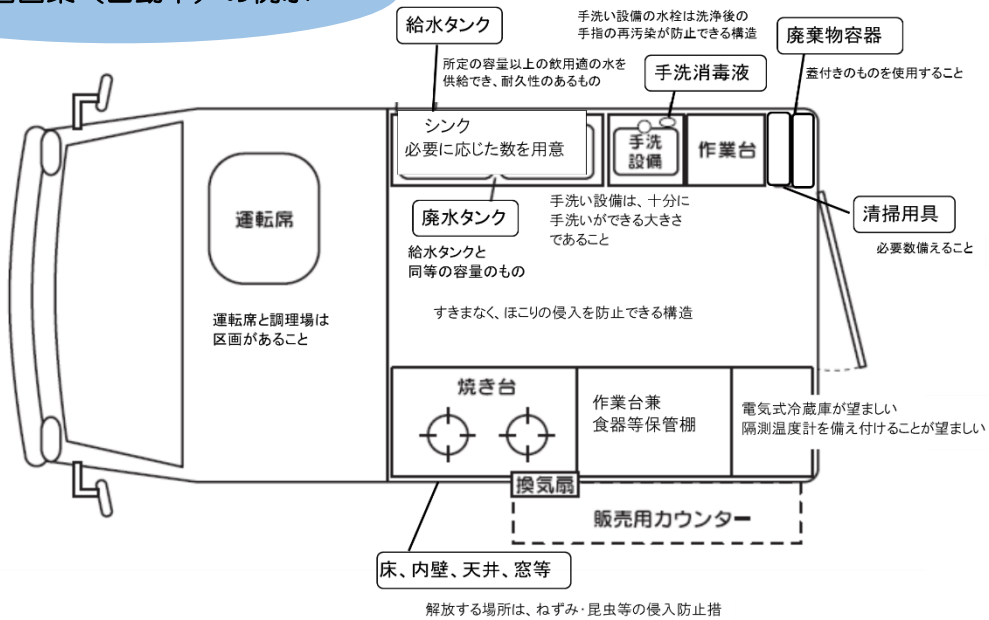 給水タンク
所定の容量以上の飲用適の水を
供給でき、耐久性のあるもの
手洗い設備の水栓は洗浄後の
手指の再汚染が防止できる構造
手洗消毒液
廃棄物容器
蓋付きのものを使用すること
シンク
必要に応じた数を用意
手洗
設備
作業台
廃水タンク
給水タンクと
同等の容量のもの
手洗い設備は、十分に
手洗いができる大きさ
であること
清掃用具
必要数備えること
運転席
運転席と調理場は
区画があること
すきまなく、ほこりの侵入を防止できる構造
焼き台
作業台兼
食器等保管棚
電気式冷蔵庫が望ましい
隔測温度計を備え付けることが望ましい
換気扇
販売用カウンター
床、内壁、天井、窓等
解放する場所は、ねずみ・昆虫等の侵入防止措